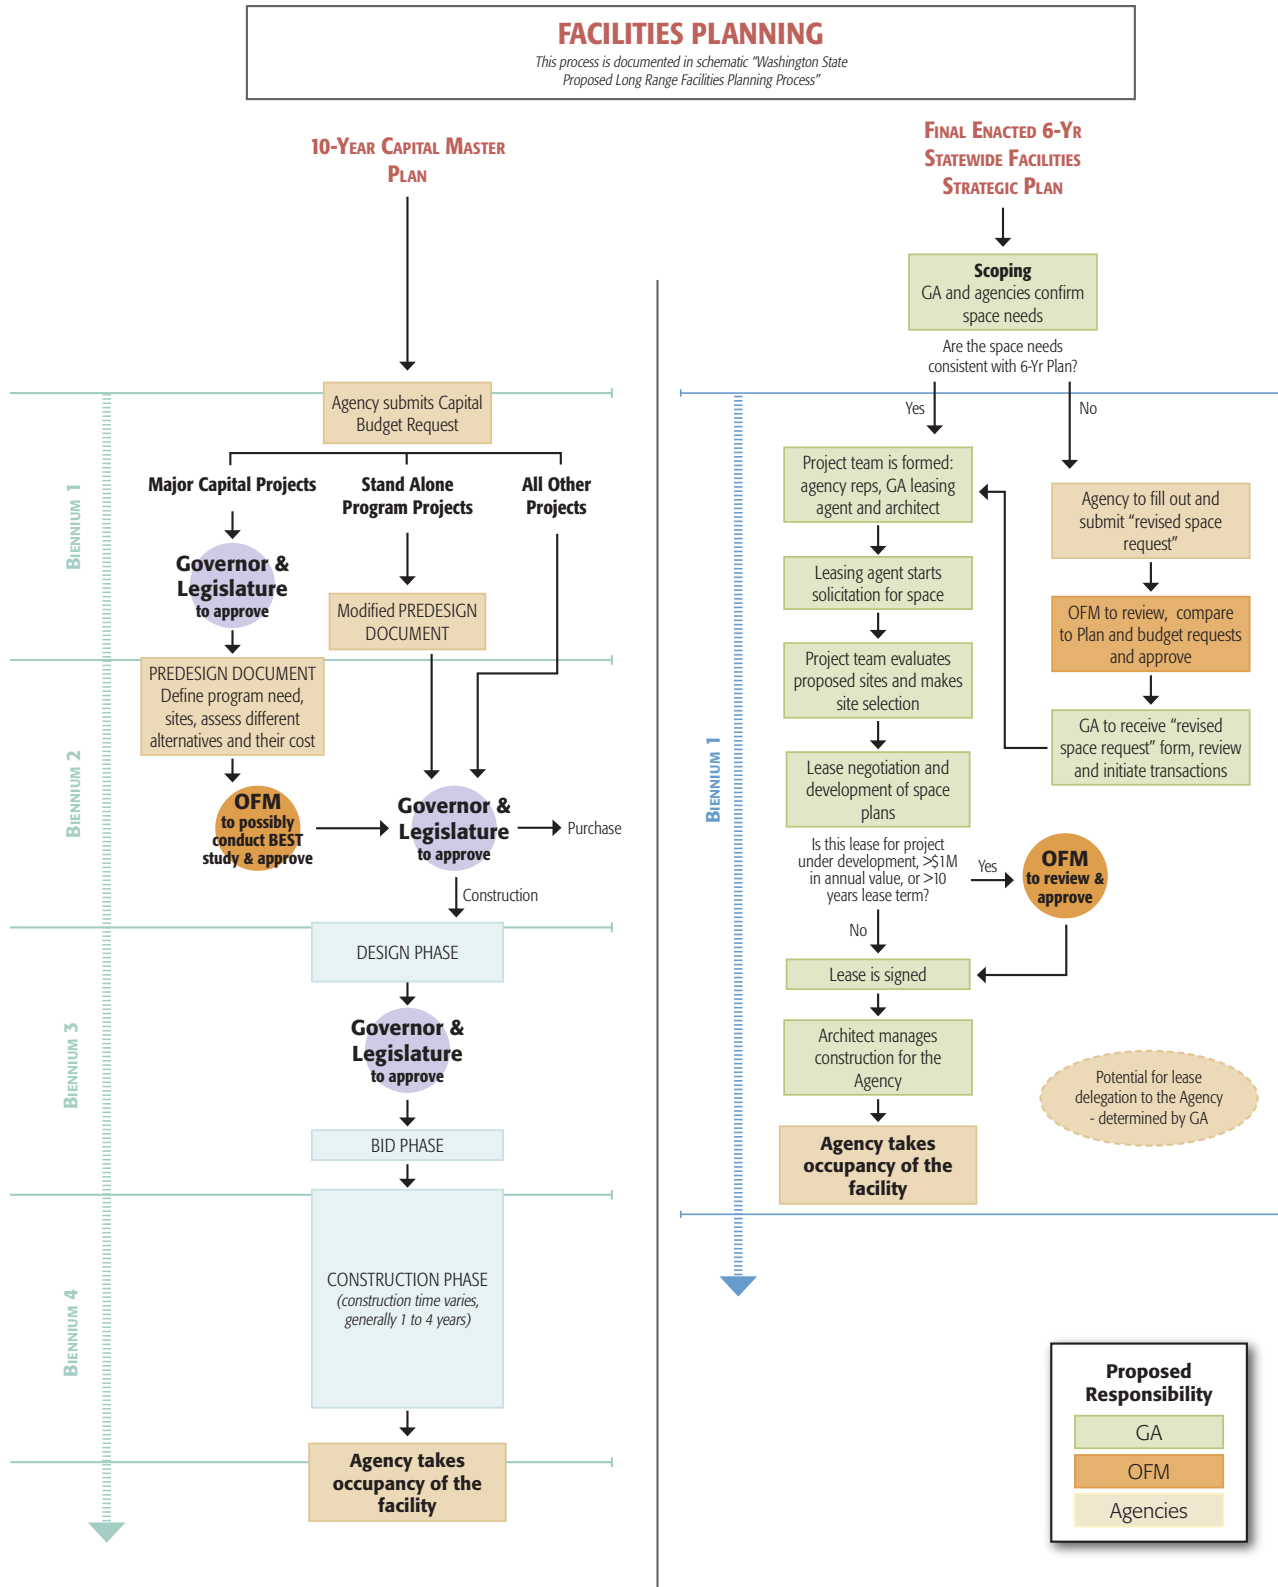 FACILITIES PLANNING
This process is documented in schematic “Washington State
Proposed Long Range Facilities Planning Process”
10-Year Capital Master
Plan
Agency submits Capital
Budget Request
Major Capital Projects
Stand Alone
Program Projects
All Other
Projects
Governor &
Legislature
to approve
Modified PREDESIGN
DOCUMENT
PREDESIGN DOCUMENT
Define program need,
sites, assess different
alternatives and their cost
OFM
to possibly
conduct BEST
study & approve
Governor &
Legislature
to approve
Purchase
Construction
DESIGN PHASE
Governor &
Legislature
to approve
BID PHASE
CONSTRUCTION PHASE
(construction time varies,
generally 1 to 4 years)
Agency takes
occupancy of the
facility
Biennium 1
Biennium 2
Biennium 3
Biennium 4
Final Enacted 6-Yr
Statewide Facilities
Strategic Plan
Scoping
GA and agencies confirm
space needs
Are the space needs
consistent with 6-Yr Plan?
Yes
No
Project team is formed:
agency reps, GA leasing
agent and architect
Agency to fill out and
submit “revised space
request”
Leasing agent starts
solicitation for space
OFM to review, compare
to Plan and budget requests
and approve
Project team evaluates
proposed sites and makes
site selection
GA to receive “revised
space request” form, review
and initiate transactions
Lease negotiation and
development of space
plans
Is this lease for project
under development, >$1M
in annual value, or >10
years lease term?
Yes
OFM
to review &
approve
No
Lease is signed
Architect manages
construction for the
Agency
Agency takes
occupancy of the
facility
Biennium 1
Potential for lease
delegation to the Agency
- determined by GA
Proposed
Responsibility
GA
OFM
Agencies